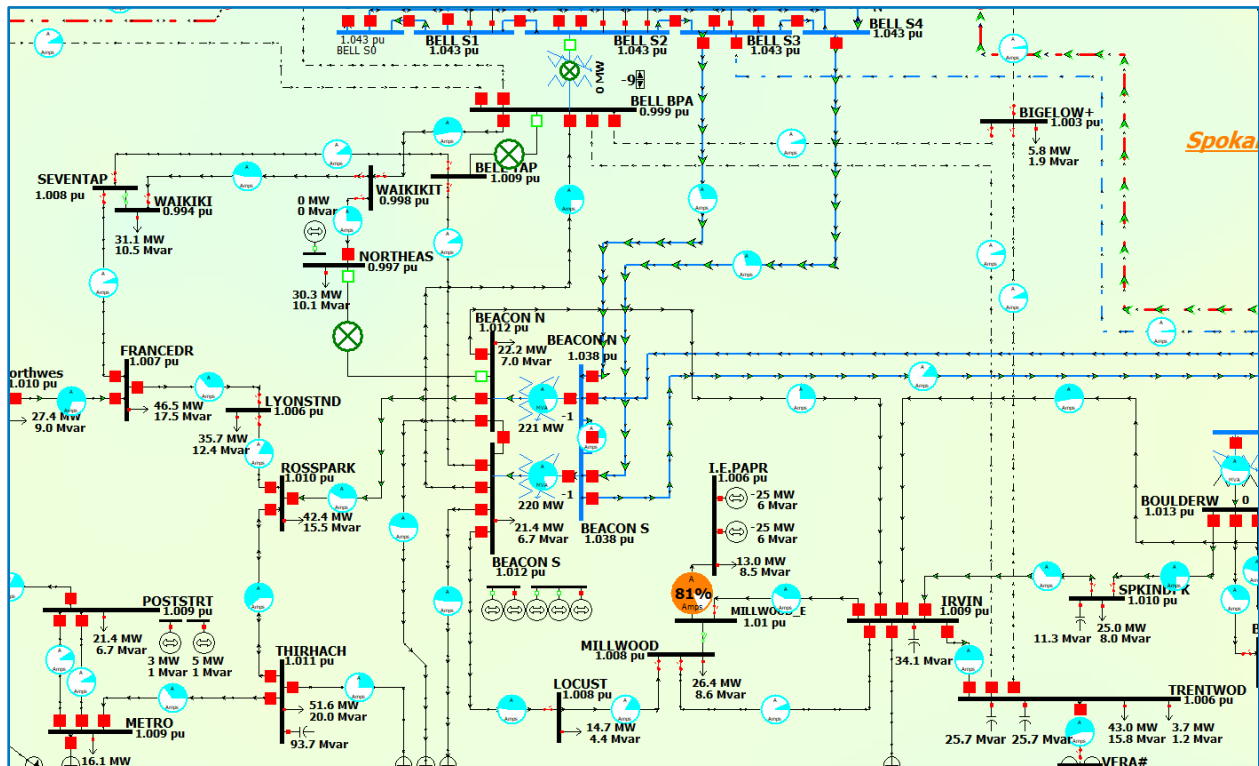 1.043 pu
BELL S0
BELL S1
1.043 pu
BELL S2
1.043 pu
BELL S3
1.043 pu
BELL S4
1.043 pu
0 MW
-9
BELL BPA
0.999 pu
BIGELOW+
1.003 pu
5.8 MW
1.9 Mvar
Spoka
SEVENTAP
1.008 pu
WAIKIKI
0.994 pu
31.1 MW
10.5 Mvar
WAIKIKIT
0.998 pu
1.009 pu
0 MW
0 Mvar
NORTHEAS
0.997 pu
30.3 MW
10.1 Mvar
FRANCEDR
1.007 pu
46.5 MW
17.5 Mvar
orthwes
1.010 pu
27.4 MW
9.0 Mvar
LYONSTND
1.006 pu
35.7 MW
12.4 Mvar
ROSSPARK
1.010 pu
42.4 MW
15.5 Mvar
BEACON N
1.012 pu
22.2 MW
7.0 Mvar
BEACON N
1.038 pu
MVA
221 MW
-1
MVA
220 MW
-1
21.4 MW
6.7 Mvar
BEACON S
1.012 pu
BEACON S
1.038 pu
I.E.PAPR
1.006 pu
-25 MW
6 Mvar
-25 MW
6 Mvar
13.0 MW
8.5 Mvar
A
81%
Amps
MILLWOOD_E
1.01 pu
MILLWOOD
1.008 pu
26.4 MW
8.6 Mvar
LOCUST
1.008 pu
14.7 MW
4.4 Mvar
IRVIN
1.009 pu
34.1 Mvar
BOULDERW
1.013 pu
MVA
0
1.010 pu
11.3 Mvar
25.0 MW
8.0 Mvar
TRENTWOD
1.006 pu
25.7 Mvar
25.7 Mvar
43.0 MW
15.8 Mvar
3.7 MW
1.2 Mvar
VERA#
POSTSTRT
1.009 pu
21.4 MW
6.7 Mvar
3 MW
1 Mvar
5 MW
1 Mvar
THIRHACH
1.011 pu
51.6 MW
20.0 Mvar
93.7 Mvar
METRO
1.009 pu
16.1 MW